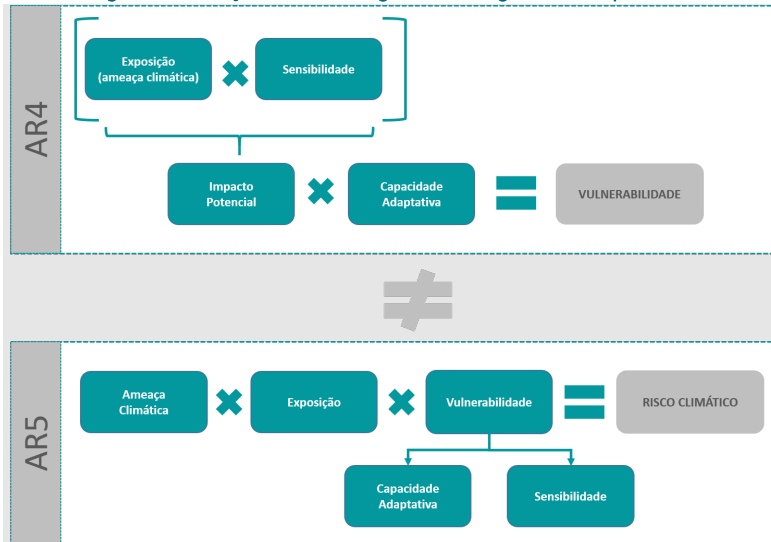 AR4
Exposição
(ameaça climática)
Sensibilidade
Impacto
Potencial
Capacidade
Adaptativa
VULNERABILIDADE
AR5
Ameaça
Climática
Exposição
Vulnerabilidade
RISCO CLIMÁTICO
Capacidade
Adaptativa
Sensibilidade